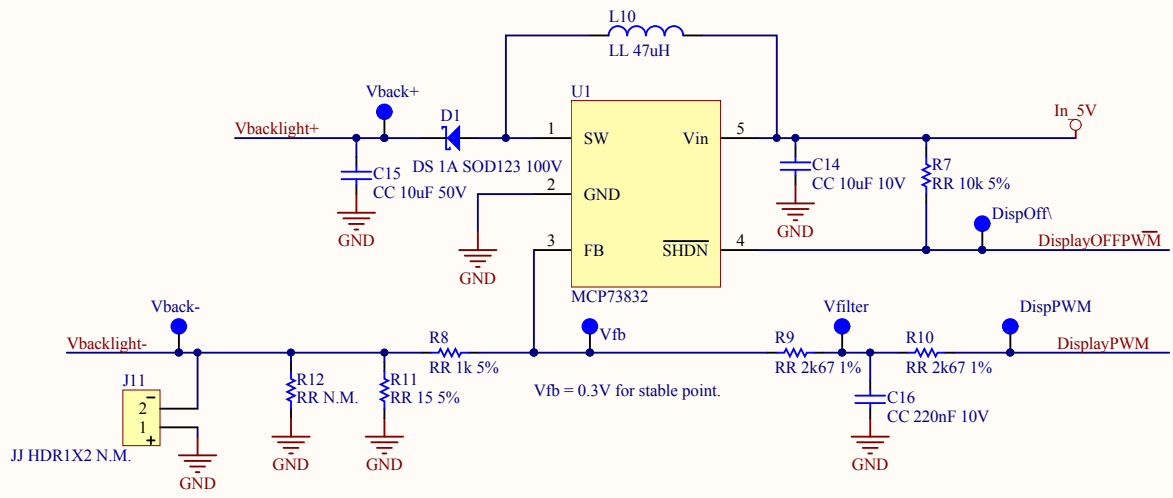 L10
LL 47uH
Vback+
D1
U1
Vbacklight+
1
SW
Vin
5
In_5V
DS 1A SOD123 100V
C15
CC 10uF 50V
GND
2
GND
GND
C14
CC 10uF 10V
GND
R7
RR 10k 5%
DispOff\
3
FB
SHDN
4
DisplayOFFPWM
MCP73832
Vback-
Vbacklight-
R8
RR 1k 5%
Vfb
Vfilter
R9
RR 2k67 1%
R10
RR 2k67 1%
DispPWM
DisplayPWM
J11
2
-
1
+
JJ HDR1X2 N.M.
GND
R12
RR N.M.
GND
R11
RR 15 5%
GND
Vfb = 0.3V for stable point.
C16
CC 220nF 10V
GND